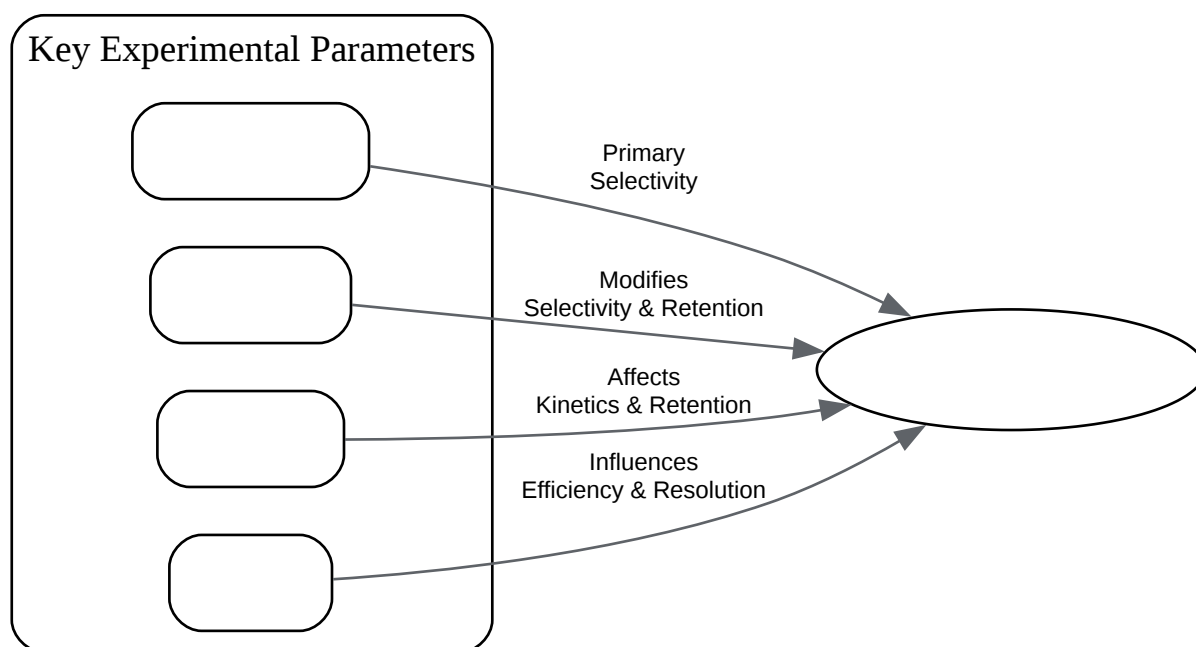 Key Experimental Parameters
Primary
Selectivity
Modifies
Selectivity & Retention
Affects
Kinetics & Retention
Influences
Efficiency & Resolution